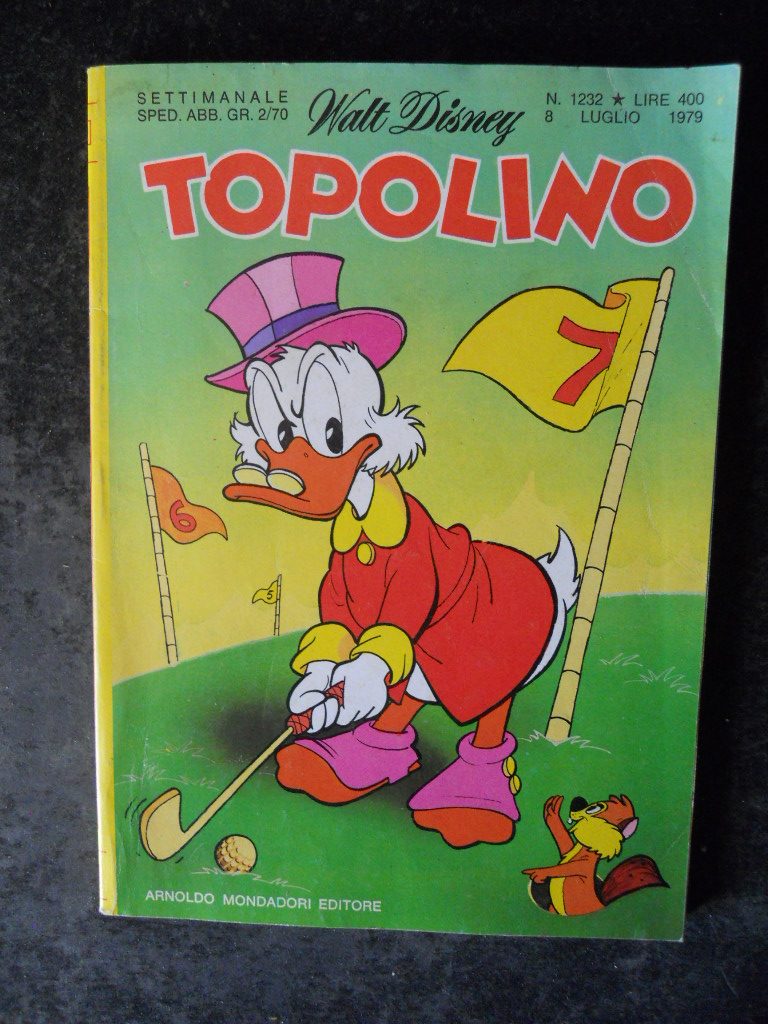 SETTIMANALE
SPED. ABB. GR. 2/70
Walt Disney
N. 1232 ★ LIRE 400
8 LUGLIO 1979
TOPOLINO
7
6
5
ARNOLDO MONDADORI EDITORE